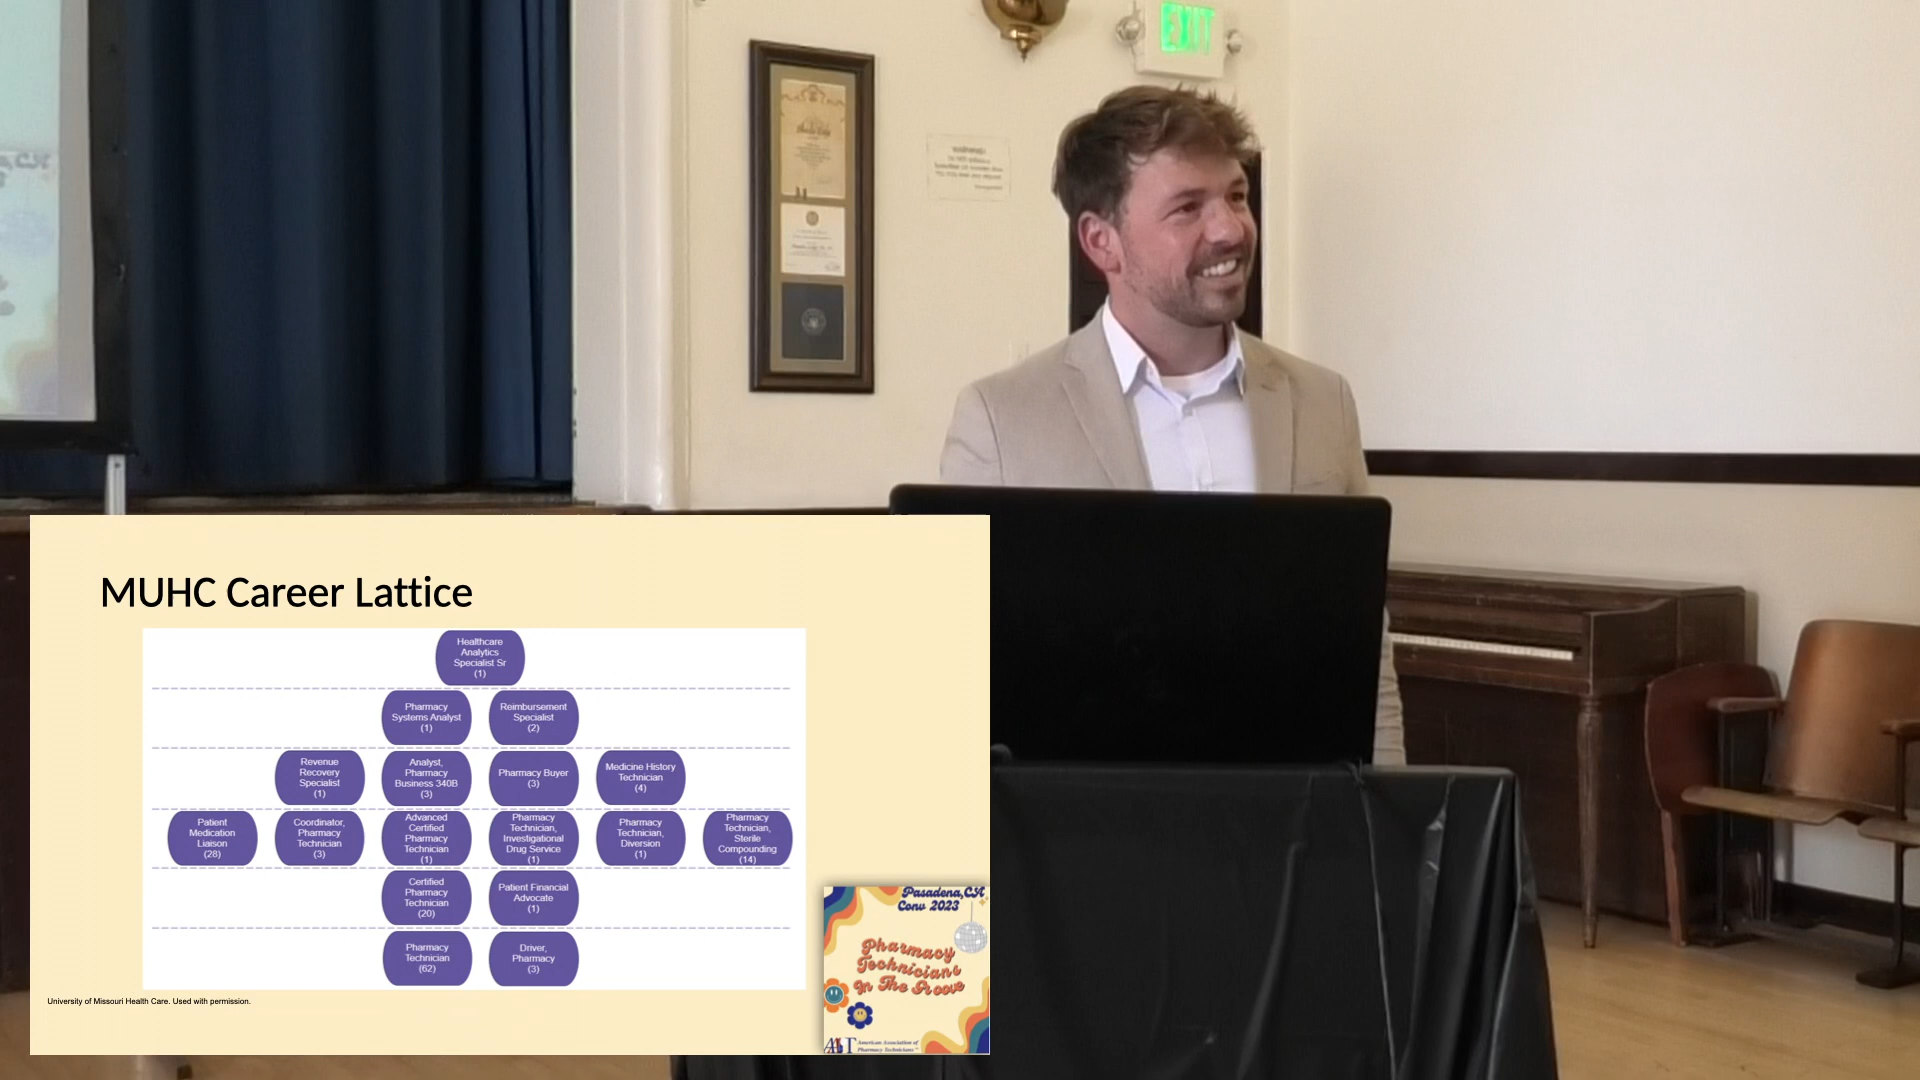 EXIT
MUHC Career Lattice
Healthcare
Analytics
Specialist Sr
(1)
Pharmacy
Systems Analyst
(1)
Reimbursement
Specialist
(2)
Revenue
Recovery
Specialist
(1)
Analyst,
Pharmacy
Business 340B
(3)
Pharmacy Buyer
(3)
Medicine History
Technician
(4)
Patient
Medication
Liaison
(28)
Coordinator,
Pharmacy
Technician
(3)
Advanced
Certified
Pharmacy
Technician
(1)
Pharmacy
Technician,
Investigational
Drug Service
(1)
Pharmacy
Technician,
Diversion
(1)
Pharmacy
Technician,
Sterile
Compounding
(14)
Certified
Pharmacy
Technician
(20)
Patient Financial
Advocate
(1)
Pharmacy
Technician
(62)
Driver,
Pharmacy
(3)
University of Missouri Health Care. Used with permission.
Pasadena,CA
Conv 2023
Pharmacy
Technicians
In The Groove
American Association of
Pharmacy Technicians